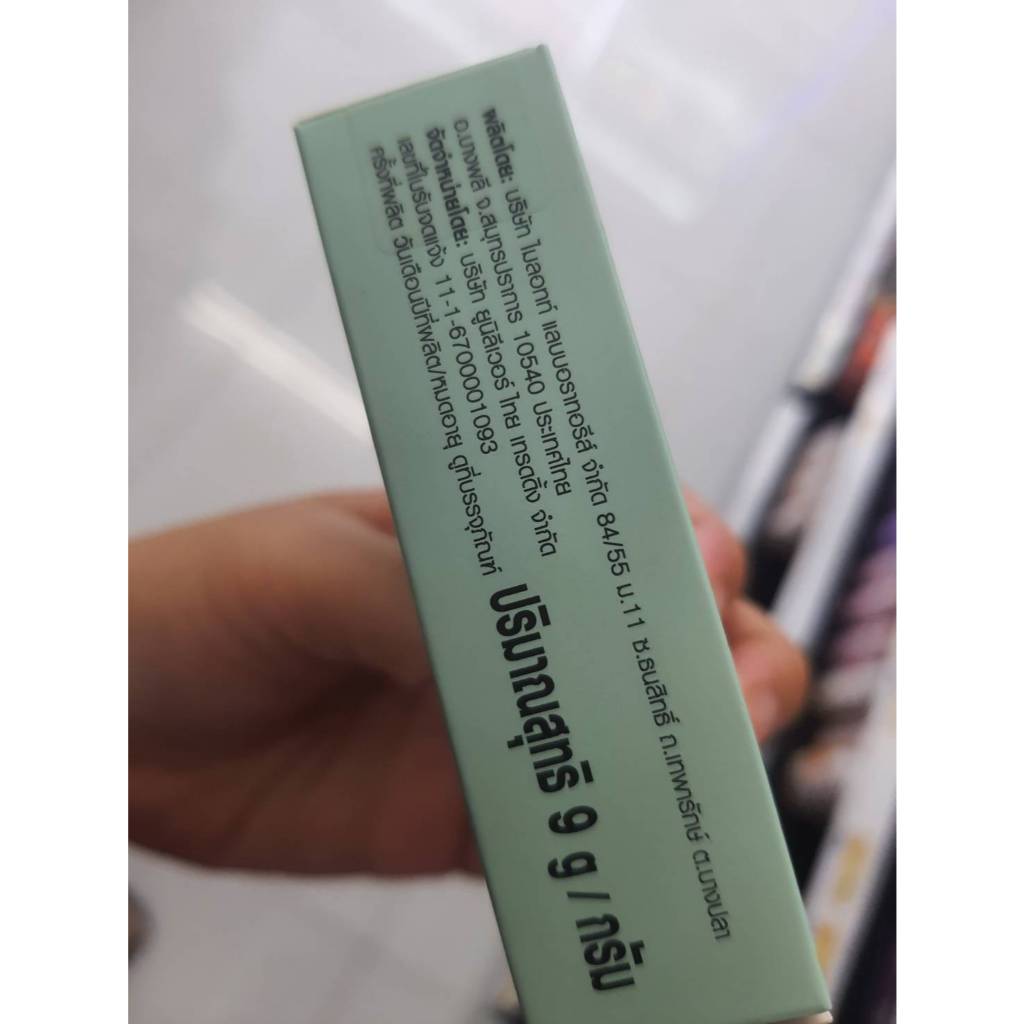 ผลิตโดย: บริษัท ไมลอทท์ แลบบอราทอรีส์ จำกัด 84/55 ม.11 ซ.ธนสิทธิ์ ถ.เทพารักษ์ ต.บางปลา
อ.บางพลี จ.สมุทรปราการ 10540 ประเทศไทย
จัดจำหน่ายโดย: บริษัท ยูนิลีเวอร์ ไทย เทรดดิ้ง จำกัด
เลขที่ใบรับจดแจ้ง 11-1-6700001093
ครั้งที่ผลิต วันเดือนปีที่ผลิต/หมดอายุ ดูที่บรรจุภัณฑ์
ปริมาณสุทธิ 9 g / กรัม